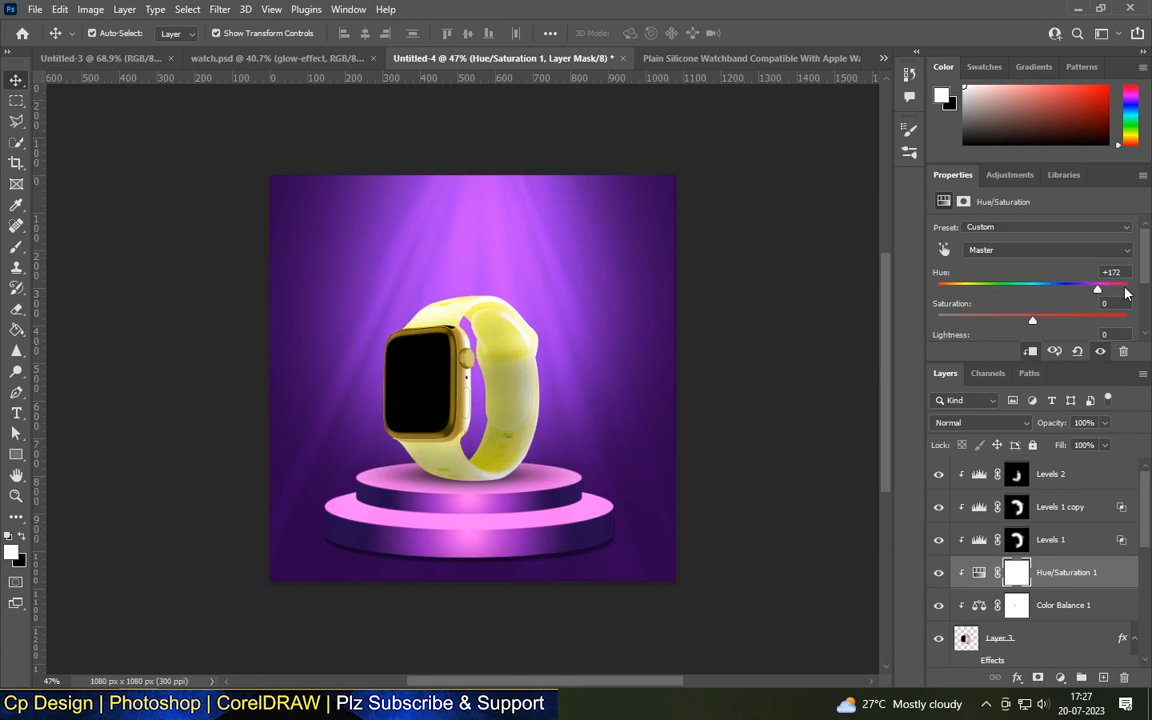 Ps File Edit Image Layer Type Select Filter 3D View Plugins Window Help
Auto-Select: Layer Show Transform Controls 3D Mode:
Untitled-3 @ 68.9% (RGB/8... × watch.psd @ 40.7% (glow-effect, RGB/8... × Untitled-4 @ 47% (Hue/Saturation 1, Layer Mask/8) * × Plain Silicone Watchband Compatible With Apple Wa
Color Swatches Gradients Patterns
Properties Adjustments Libraries
Hue/Saturation
Preset: Custom
Master
Hue: +172
Saturation: 0
Lightness: 0
Layers Channels Paths
Kind
Normal Opacity: 100%
Lock: Fill: 100%
Levels 2
Levels 1 copy
Levels 1
Hue/Saturation 1
Color Balance 1
Layer 3 fx
Effects
47% 1080 px x 1080 px (300 ppi)
Cp Design | Photoshop | CorelDRAW | Plz Subscribe & Support
27°C Mostly cloudy
17:27
20-07-2023